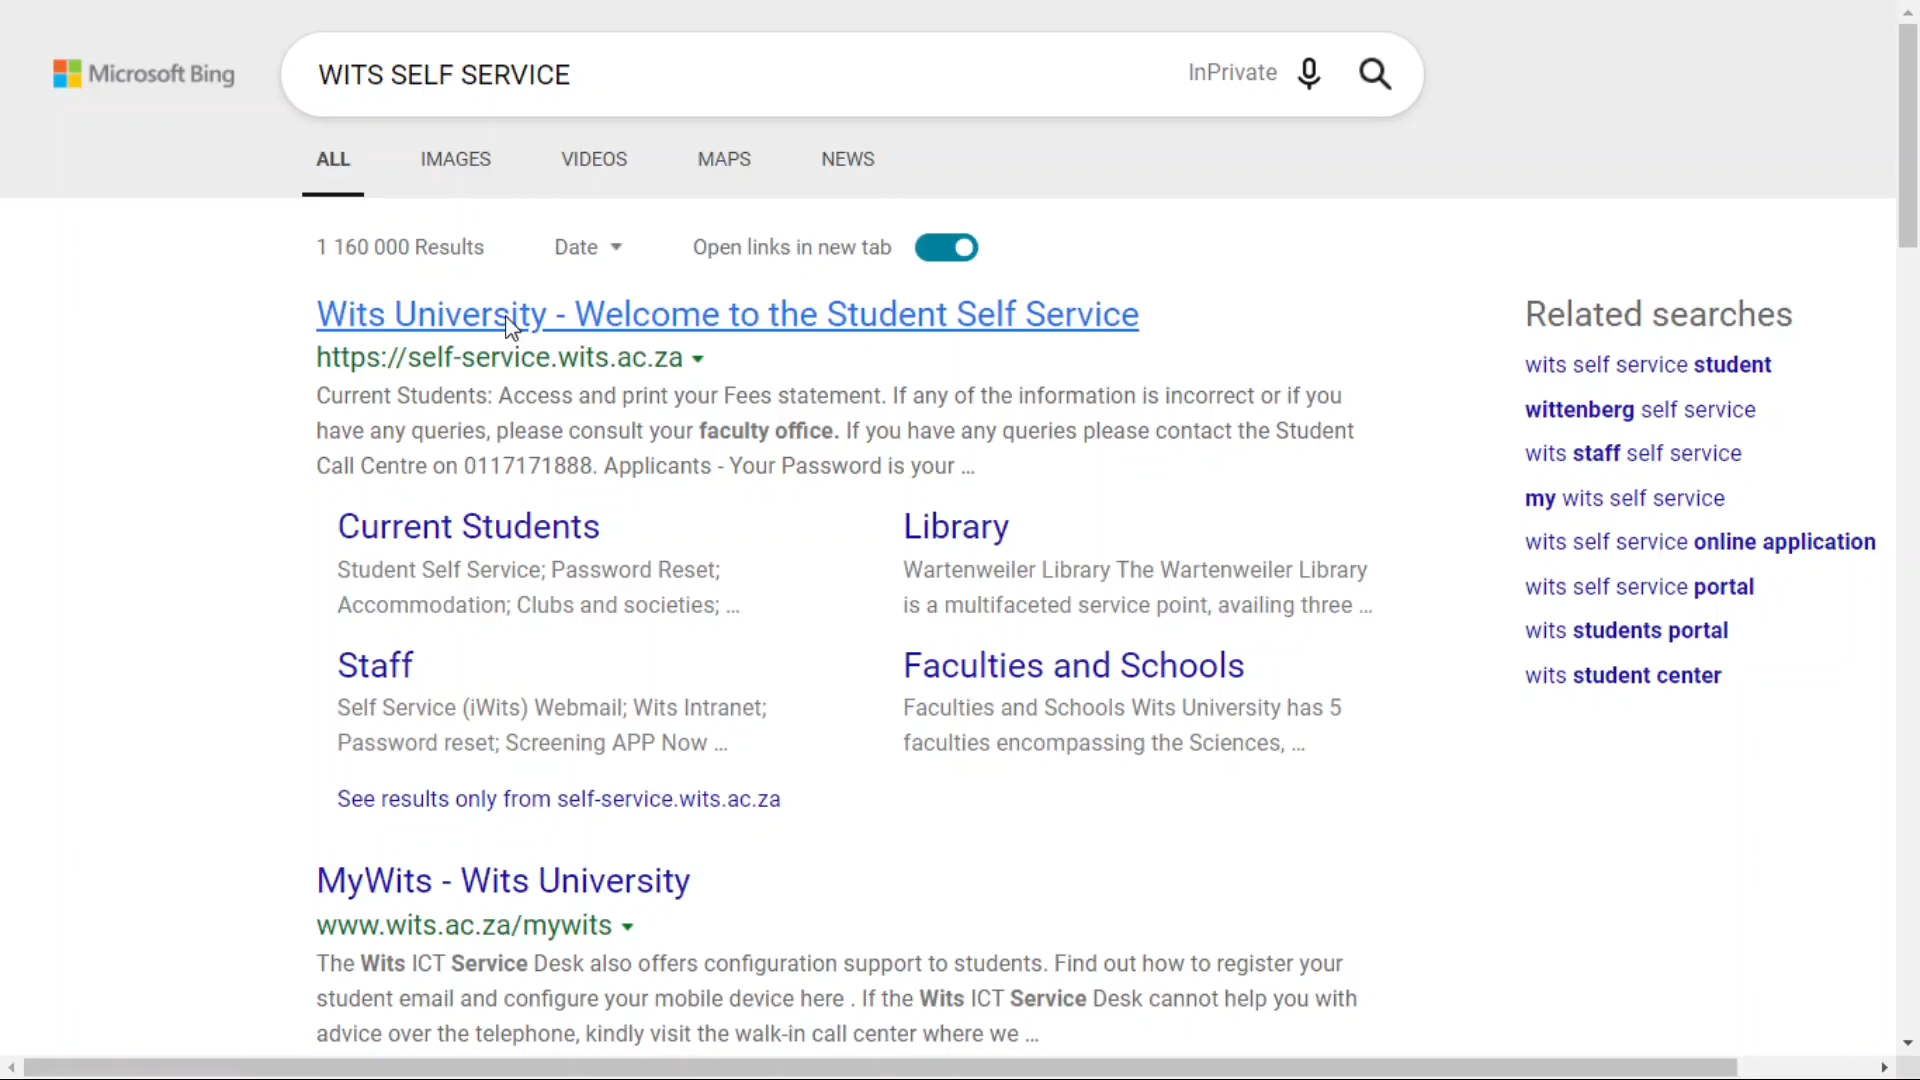 Microsoft Bing
WITS SELF SERVICE
InPrivate
ALL IMAGES VIDEOS MAPS NEWS
1 160 000 Results Date Open links in new tab
Wits University - Welcome to the Student Self Service
https://self-service.wits.ac.za
Current Students: Access and print your Fees statement. If any of the information is incorrect or if you
have any queries, please consult your faculty office. If you have any queries please contact the Student
Call Centre on 0117171888. Applicants - Your Password is your ...
Current Students
Student Self Service; Password Reset;
Accommodation; Clubs and societies; ...
Library
Wartenweiler Library The Wartenweiler Library
is a multifaceted service point, availing three ...
Staff
Self Service (iWits) Webmail; Wits Intranet;
Password reset; Screening APP Now ...
Faculties and Schools
Faculties and Schools Wits University has 5
faculties encompassing the Sciences, ...
See results only from self-service.wits.ac.za
MyWits - Wits University
www.wits.ac.za/mywits
The Wits ICT Service Desk also offers configuration support to students. Find out how to register your
student email and configure your mobile device here . If the Wits ICT Service Desk cannot help you with
advice over the telephone, kindly visit the walk-in call center where we ...
Related searches
wits self service student
wittenberg self service
wits staff self service
my wits self service
wits self service online application
wits self service portal
wits students portal
wits student center